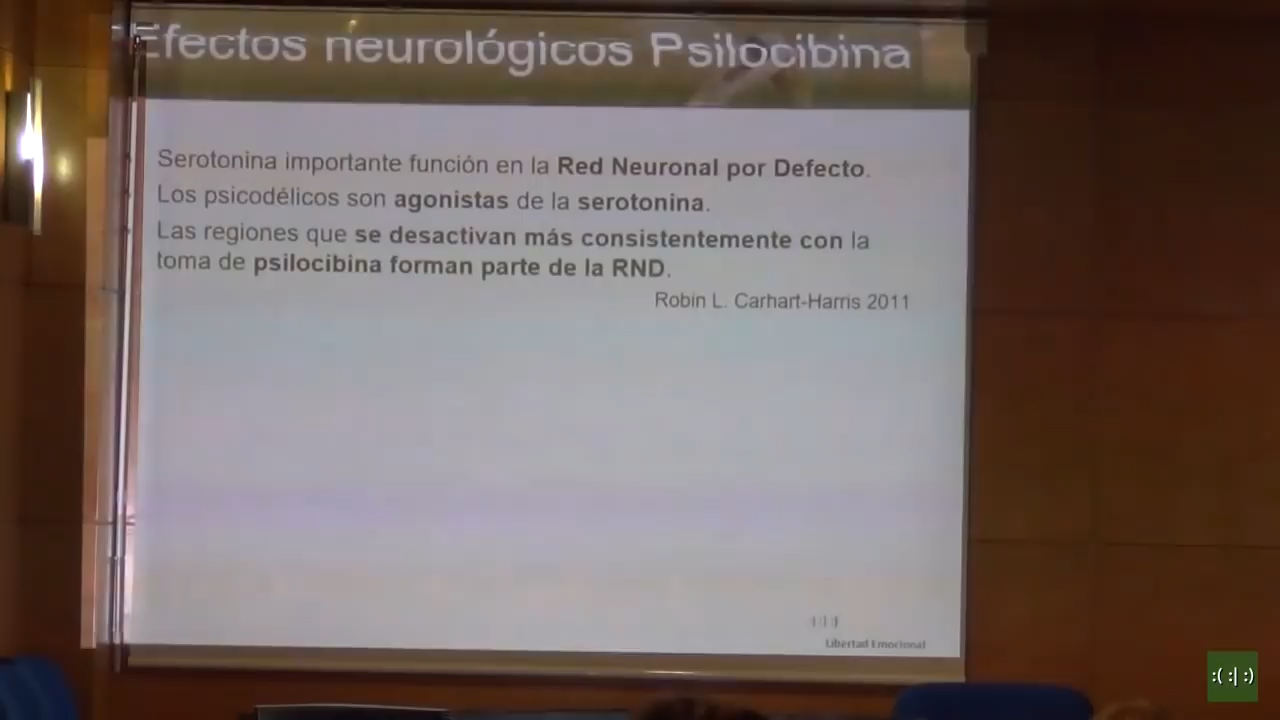 Efectos neurológicos Psilocibina
Serotonina importante función en la Red Neuronal por Defecto.
Los psicodélicos son agonistas de la serotonina.
Las regiones que se desactivan más consistentemente con la
toma de psilocibina forman parte de la RND.
Robin L. Carhart-Harris 2011
Libertad Emocional
:( :| :)